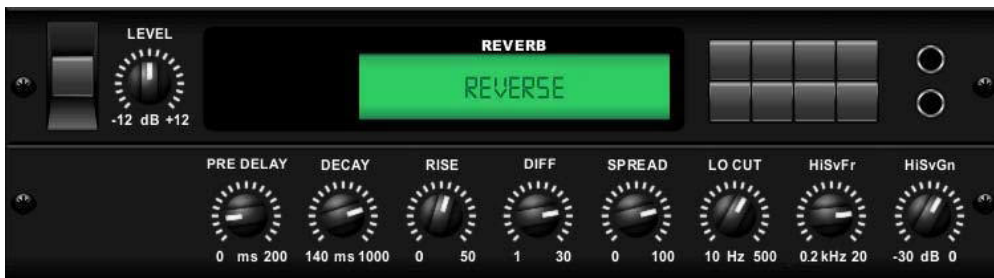 LEVEL
-12 dB +12
REVERB
REVERSE
PRE DELAY DECAY RISE DIFF SPREAD LO CUT HiSvFr HiSvGn
0 ms 200 140 ms 1000 0 50 1 30 0 100 10 Hz 500 0.2 kHz 20 -30 dB 0